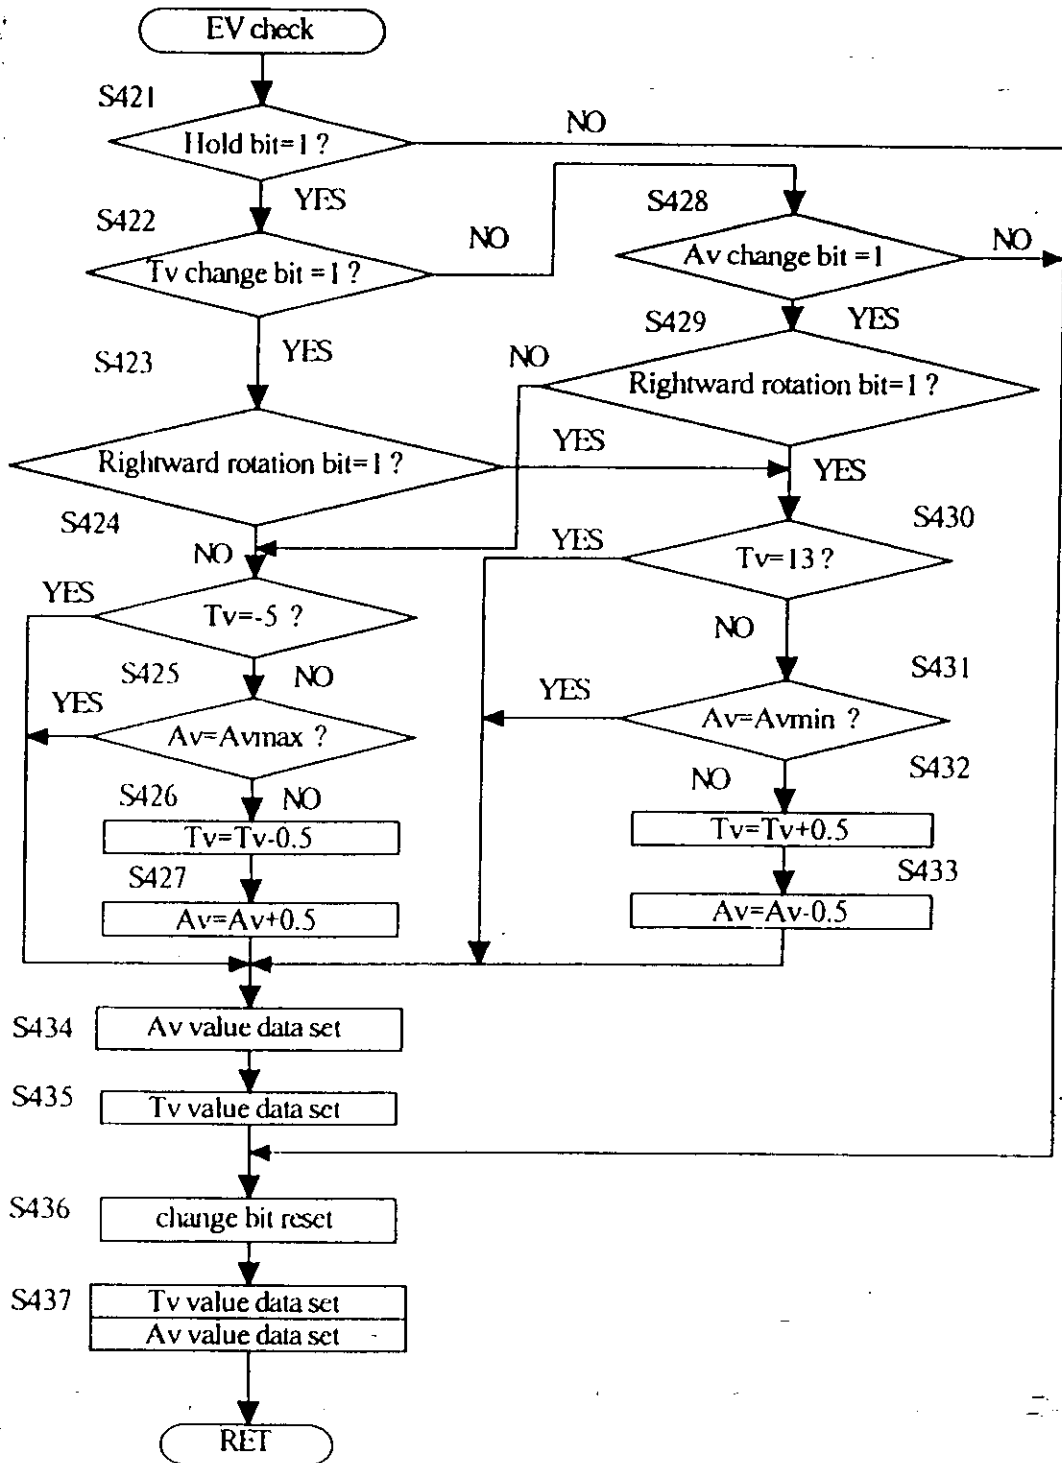 EV check
S421
Hold bit=1 ?
NO
YES
S422
Tv change bit =1 ?
NO
S428
Av change bit =1
NO
YES
S423
YES
S429
NO
Rightward rotation bit=1 ?
Rightward rotation bit=1 ?
YES
YES
S424
NO
S430
YES
Tv=13 ?
YES
Tv=-5 ?
NO
S425
NO
S431
YES
Av=Avmax ?
YES
Av=Avmin ?
S432
S426
NO
NO
Tv=Tv-0.5
Tv=Tv+0.5
S427
S433
Av=Av+0.5
Av=Av-0.5
S434
Av value data set
S435
Tv value data set
S436
change bit reset
S437
Tv value data set
Av value data set
RET